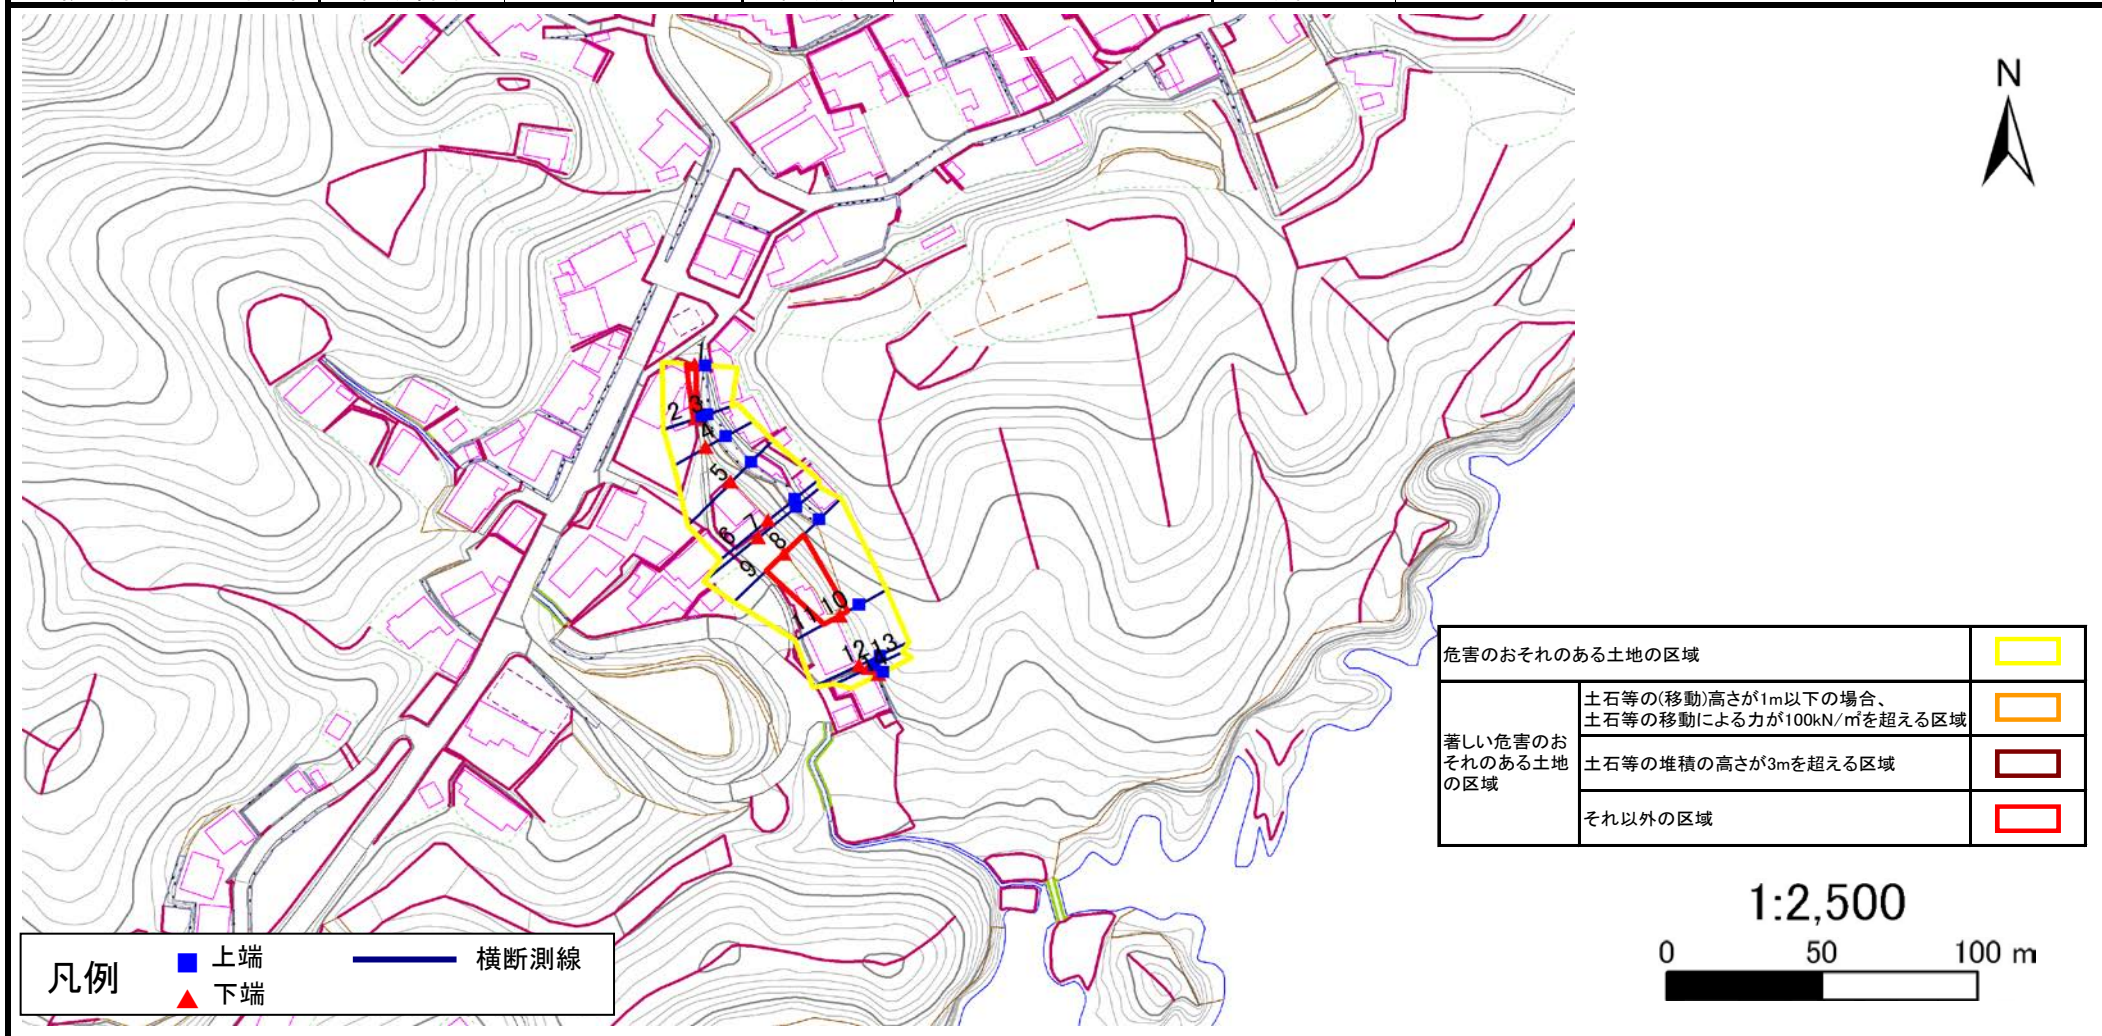 N
1
2
3
4
5
6
7
8
9
10
11
12
13
危害のおそれのある土地の区域
著しい危害のお
それのある土地
の区域
土石等の(移動)高さが1m以下の場合、
土石等の移動による力が100kN/㎡を超える区域
土石等の堆積の高さが3mを超える区域
それ以外の区域
1:2,500
0 50 100 m
凡例
上端
下端
横断測線